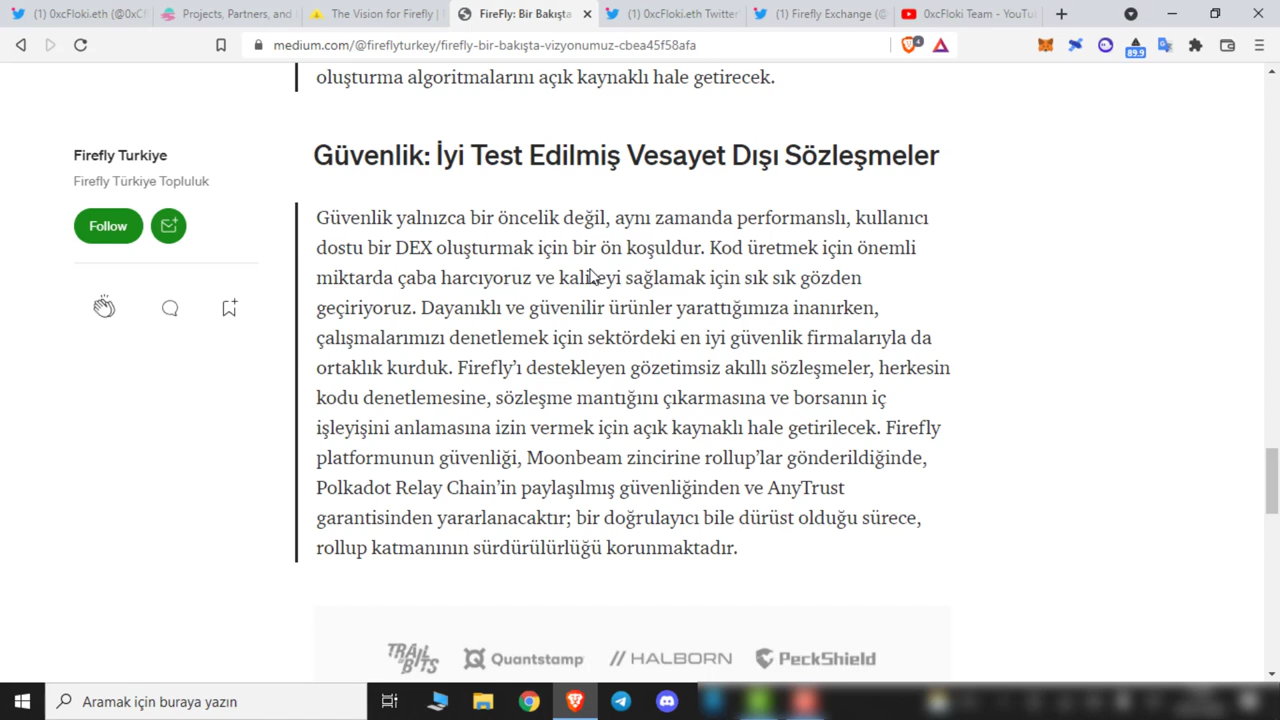 (1) 0xcFloki.eth (@0xCf
Projects, Partners, and
The Vision for Firefly |
FireFly: Bir Bakışta
(1) 0xcFloki.eth Twitter
(1) Firefly Exchange (@
0xcFloki Team - YouTu
medium.com/@fireflyturkey/firefly-bir-bakışta-vizyonumuz-cbea45f58afa
4
89.9
oluşturma algoritmalarını açık kaynaklı hale getirecek.
Firefly Turkiye
Firefly Türkiye Topluluk
Follow
Güvenlik: İyi Test Edilmiş Vesayet Dışı Sözleşmeler
Güvenlik yalnızca bir öncelik değil, aynı zamanda performanslı, kullanıcı
dostu bir DEX oluşturmak için bir ön koşuldur. Kod üretmek için önemli
miktarda çaba harcıyoruz ve kaliteyi sağlamak için sık sık gözden
geçiriyoruz. Dayanıklı ve güvenilir ürünler yarattığımıza inanırken,
çalışmalarımızı denetlemek için sektördeki en iyi güvenlik firmalarıyla da
ortaklık kurduk. Firefly’ı destekleyen gözetimsiz akıllı sözleşmeler, herkesin
kodu denetlemesine, sözleşme mantığını çıkarmasına ve borsanın iç
işleyişini anlamasına izin vermek için açık kaynaklı hale getirilecek. Firefly
platformunun güvenliği, Moonbeam zincirine rollup’lar gönderildiğinde,
Polkadot Relay Chain’in paylaşılmış güvenliğinden ve AnyTrust
garantisinden yararlanacaktır; bir doğrulayıcı bile dürüst olduğu sürece,
rollup katmanının sürdürülürlüğü korunmaktadır.
TRAIL OF BITS
Quantstamp
HALBORN
PeckShield
Aramak için buraya yazın